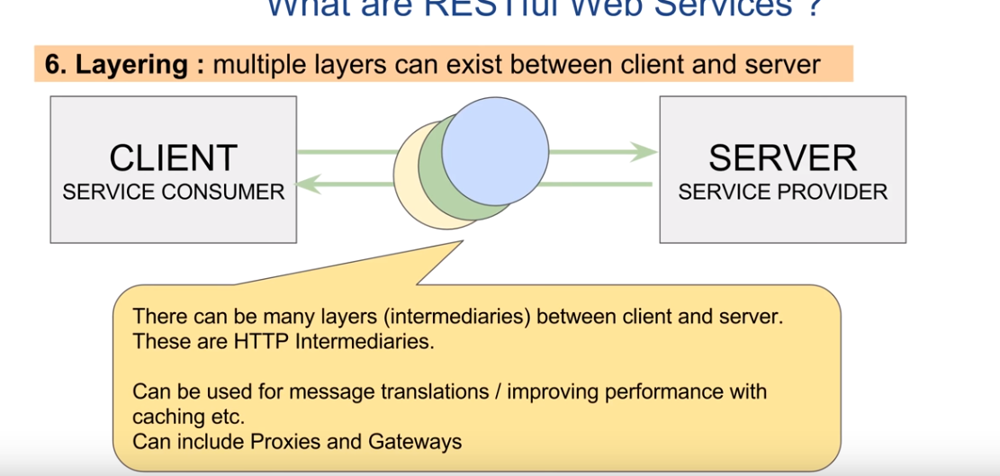 What are RESTful Web Services ?
6. Layering : multiple layers can exist between client and server
CLIENT
SERVICE CONSUMER
SERVER
SERVICE PROVIDER
There can be many layers (intermediaries) between client and server.
These are HTTP Intermediaries.
Can be used for message translations / improving performance with
caching etc.
Can include Proxies and Gateways